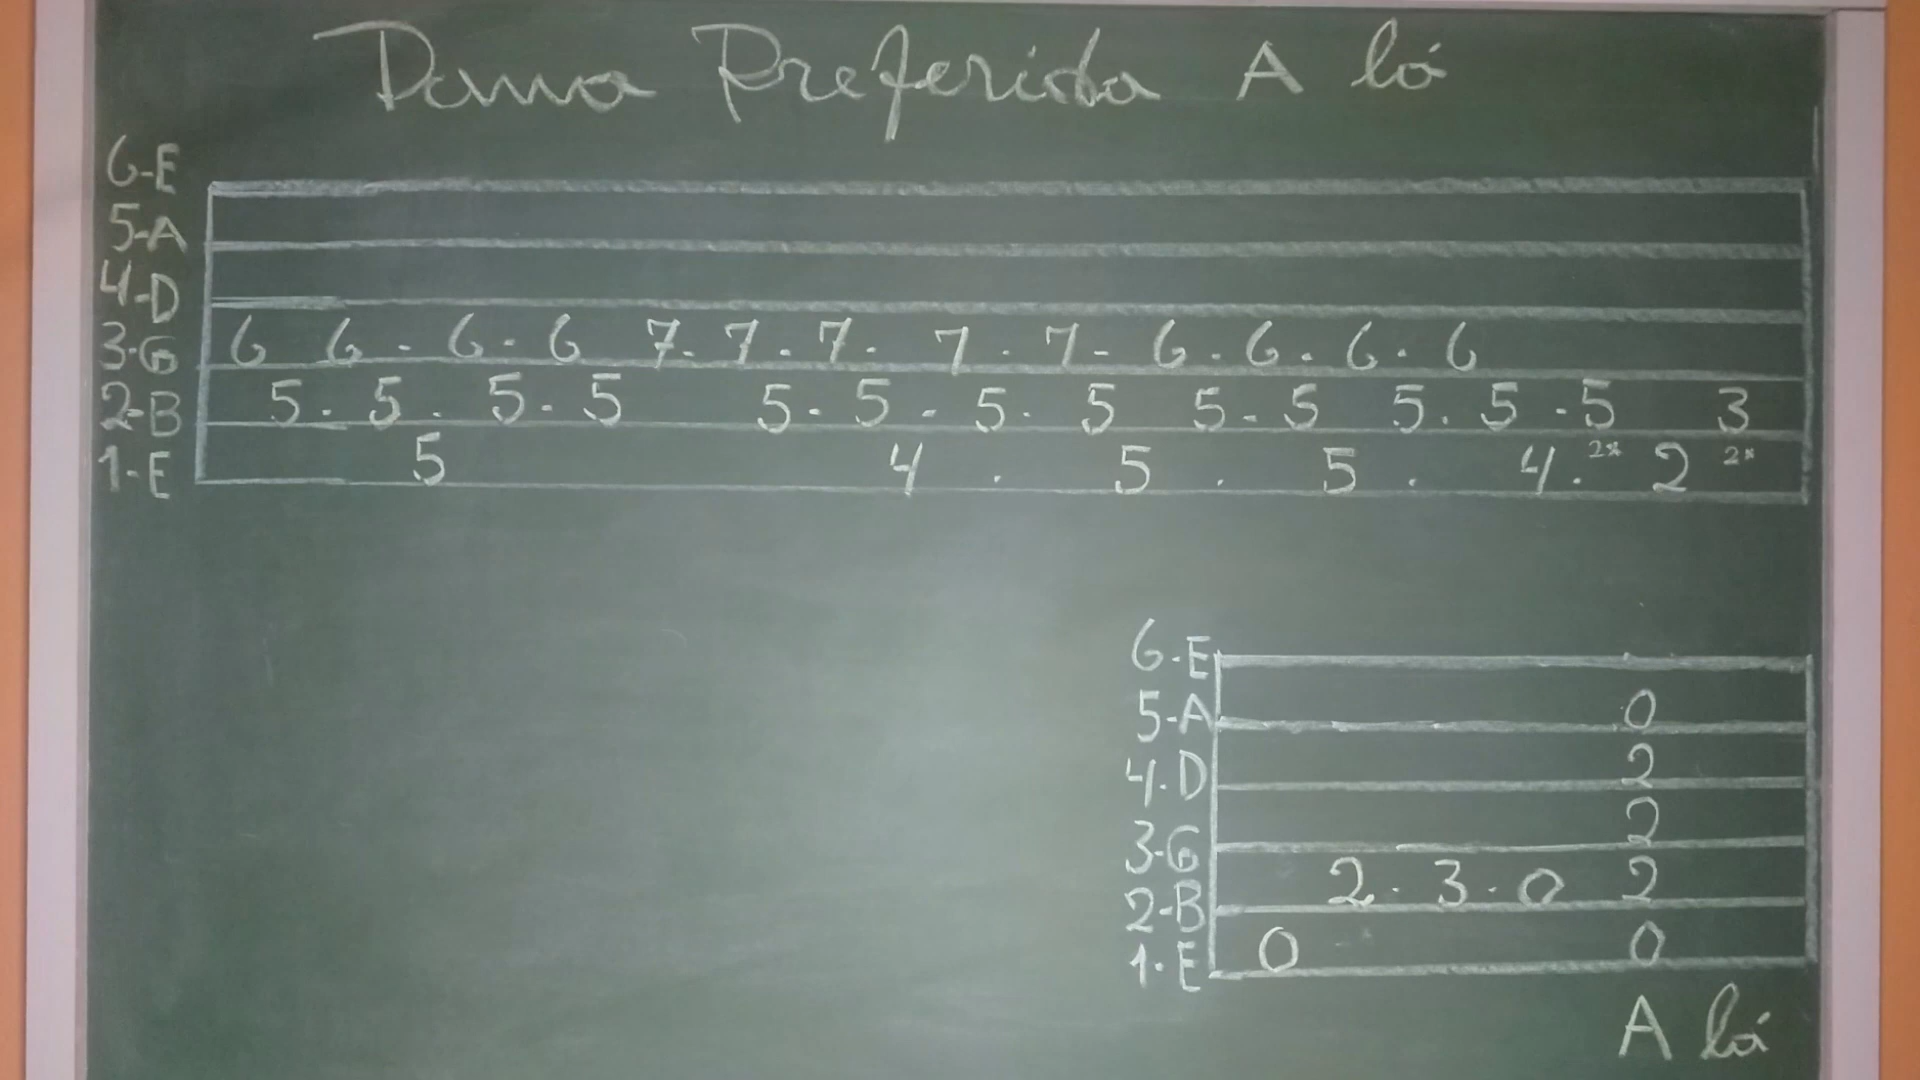 Dama Preferida A lá
6-E
5-A
4-D
3-G 6 6 . 6 . 6 7 . 7 . 7 . 7 . 7 - 6 . 6 . 6 . 6
2-B 5 . 5 . 5 . 5 5 . 5 . 5 . 5 5 . 5 5 . 5 . 5 3
1-E 5 4 . 5 . 5 . 4 . 2x 2 2x
6-E
5-A 0
4.D 2
3-G 2
2-B 2 . 3 . 0 2
1.E 0 0
A lá